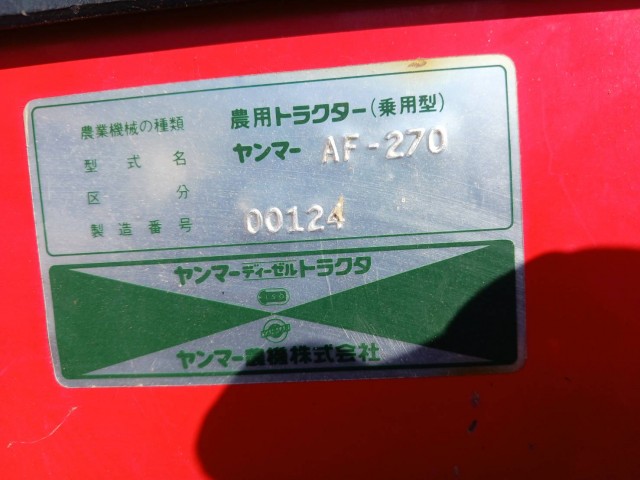 農業機械の種類 農用トラクター(乗用型)
型式名 ヤンマー AF-270
区分
製造番号 00124
ヤンマーディーゼルトラクタ
ヤンマー農機株式会社